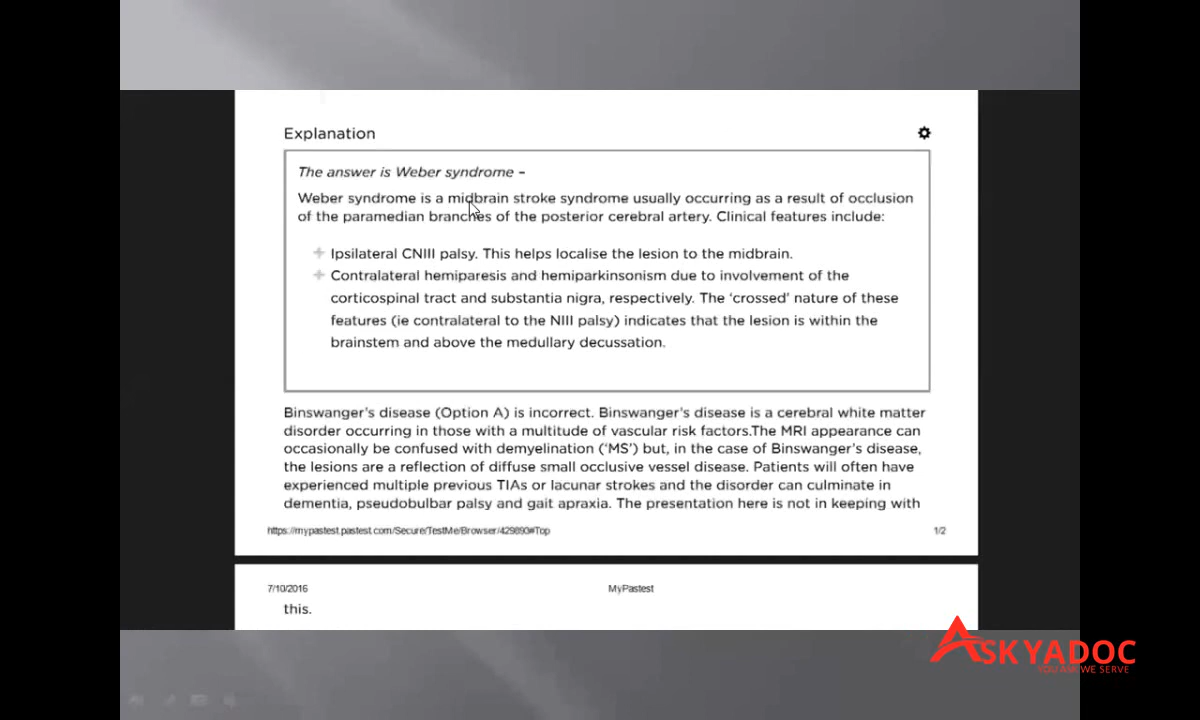 Explanation
The answer is Weber syndrome –
Weber syndrome is a midbrain stroke syndrome usually occurring as a result of occlusion
of the paramedian branches of the posterior cerebral artery. Clinical features include:
Ipsilateral CNIII palsy. This helps localise the lesion to the midbrain.
Contralateral hemiparesis and hemiparkinsonism due to involvement of the
corticospinal tract and substantia nigra, respectively. The ‘crossed’ nature of these
features (ie contralateral to the NIII palsy) indicates that the lesion is within the
brainstem and above the medullary decussation.
Binswanger’s disease (Option A) is incorrect. Binswanger’s disease is a cerebral white matter
disorder occurring in those with a multitude of vascular risk factors.The MRI appearance can
occasionally be confused with demyelination (‘MS’) but, in the case of Binswanger’s disease,
the lesions are a reflection of diffuse small occlusive vessel disease. Patients will often have
experienced multiple previous TIAs or lacunar strokes and the disorder can culminate in
dementia, pseudobulbar palsy and gait apraxia. The presentation here is not in keeping with
https://mypastest.pastest.com/Secure/TestMe/Browser/429890#Top 1/2
7/10/2016 MyPastest
this.
ASKYADOC
YOU ASK WE SERVE